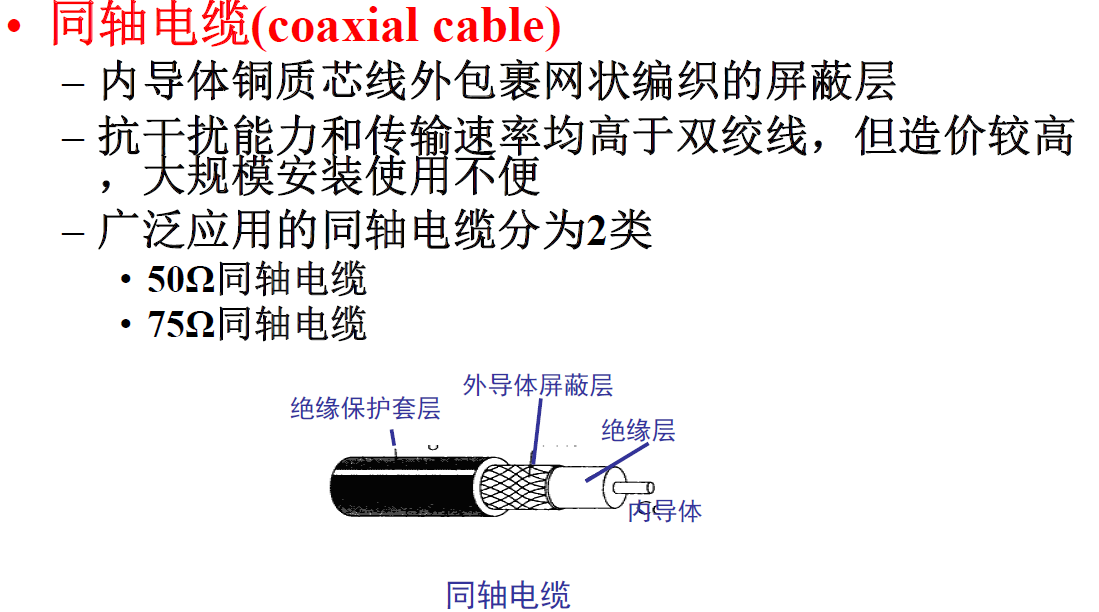 • 同轴电缆(coaxial cable)
– 内导体铜质芯线外包裹网状编织的屏蔽层
– 抗干扰能力和传输速率均高于双绞线，但造价较高
，大规模安装使用不便
– 广泛应用的同轴电缆分为2类
• 50Ω同轴电缆
• 75Ω同轴电缆
外导体屏蔽层
绝缘保护套层
绝缘层
内导体
同轴电缆